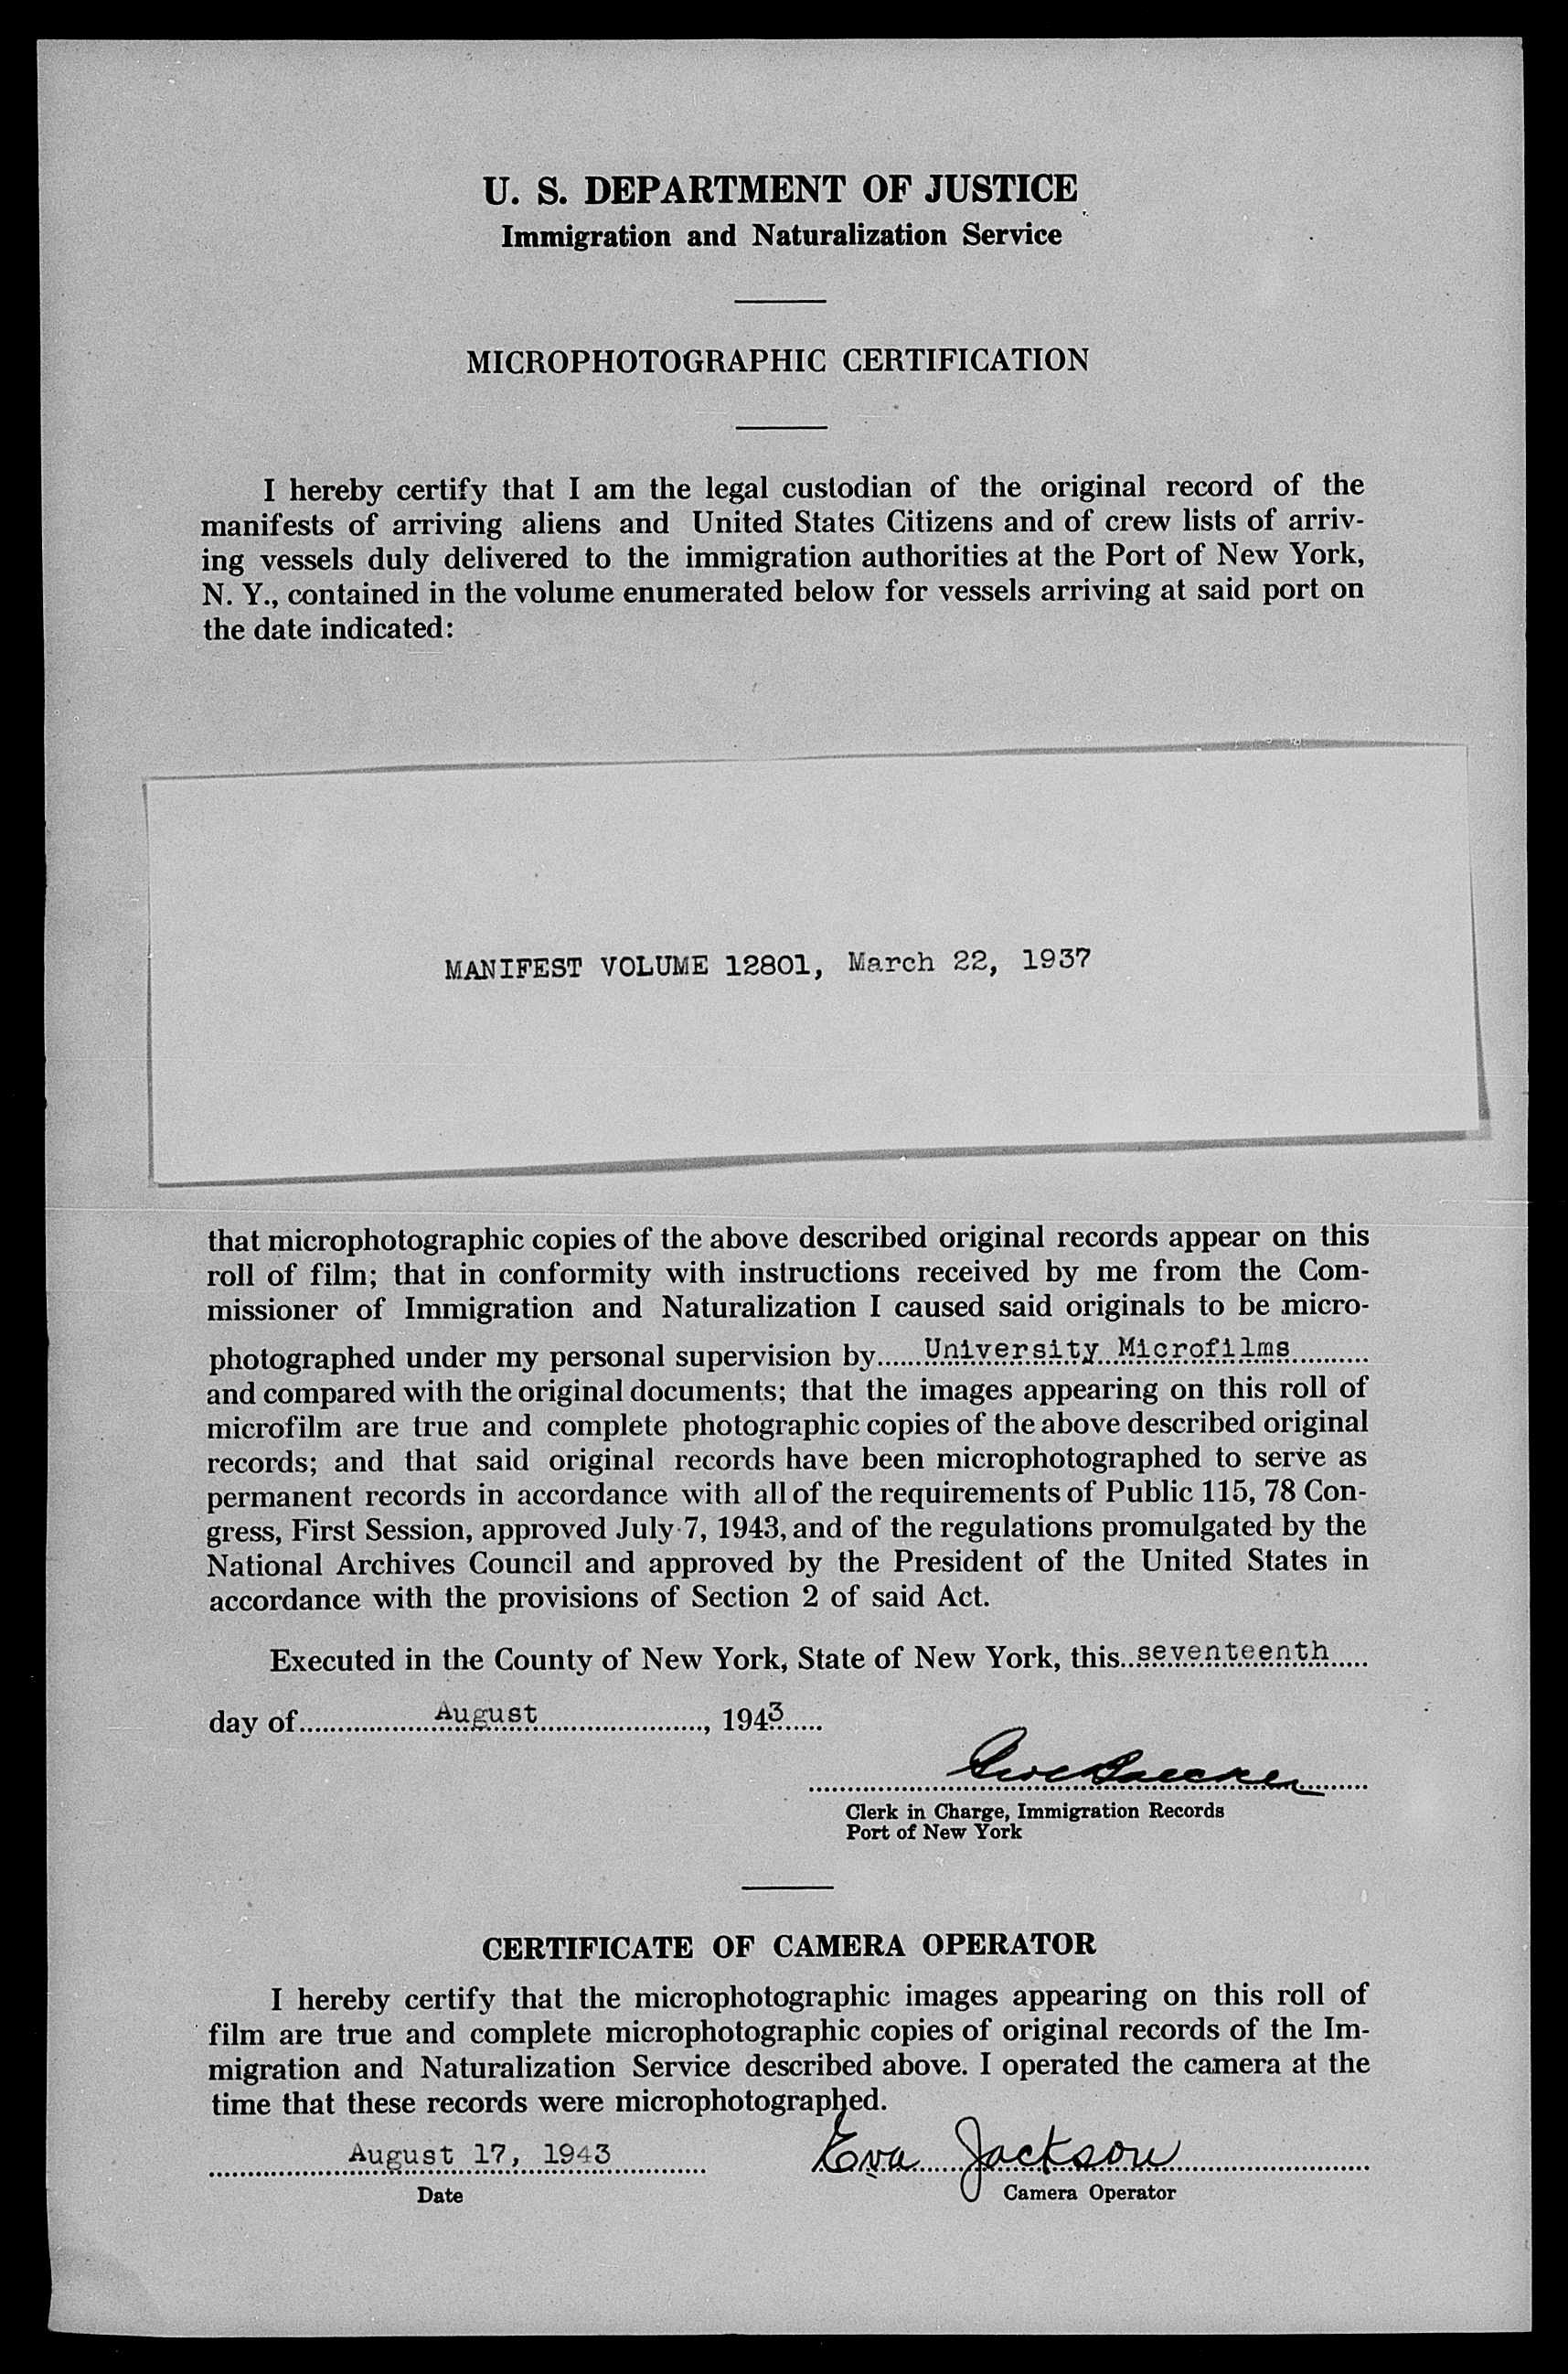 U. S. DEPARTMENT OF JUSTICE
Immigration and Naturalization Service
MICROPHOTOGRAPHIC CERTIFICATION
I hereby certify that I am the legal custodian of the original record of the
manifests of arriving aliens and United States Citizens and of crew lists of arriv-
ing vessels duly delivered to the immigration authorities at the Port of New York,
N. Y., contained in the volume enumerated below for vessels arriving at said port on
the date indicated:
MANIFEST VOLUME 12801, March 22, 1937
that microphotographic copies of the above described original records appear on this
roll of film; that in conformity with instructions received by me from the Com-
missioner of Immigration and Naturalization I caused said originals to be micro-
photographed under my personal supervision by......University Microfilms..........
and compared with the original documents; that the images appearing on this roll of
microfilm are true and complete photographic copies of the above described original
records; and that said original records have been microphotographed to serve as
permanent records in accordance with all of the requirements of Public 115, 78 Con-
gress, First Session, approved July 7, 1943, and of the regulations promulgated by the
National Archives Council and approved by the President of the United States in
accordance with the provisions of Section 2 of said Act.
Executed in the County of New York, State of New York, this..seventeenth.....
day of..................August......................, 1943......
Clerk in Charge, Immigration Records
Port of New York
CERTIFICATE OF CAMERA OPERATOR
I hereby certify that the microphotographic images appearing on this roll of
film are true and complete microphotographic copies of original records of the Im-
migration and Naturalization Service described above. I operated the camera at the
time that these records were microphotographed.
August 17, 1943 Eva Jackson
Date Camera Operator